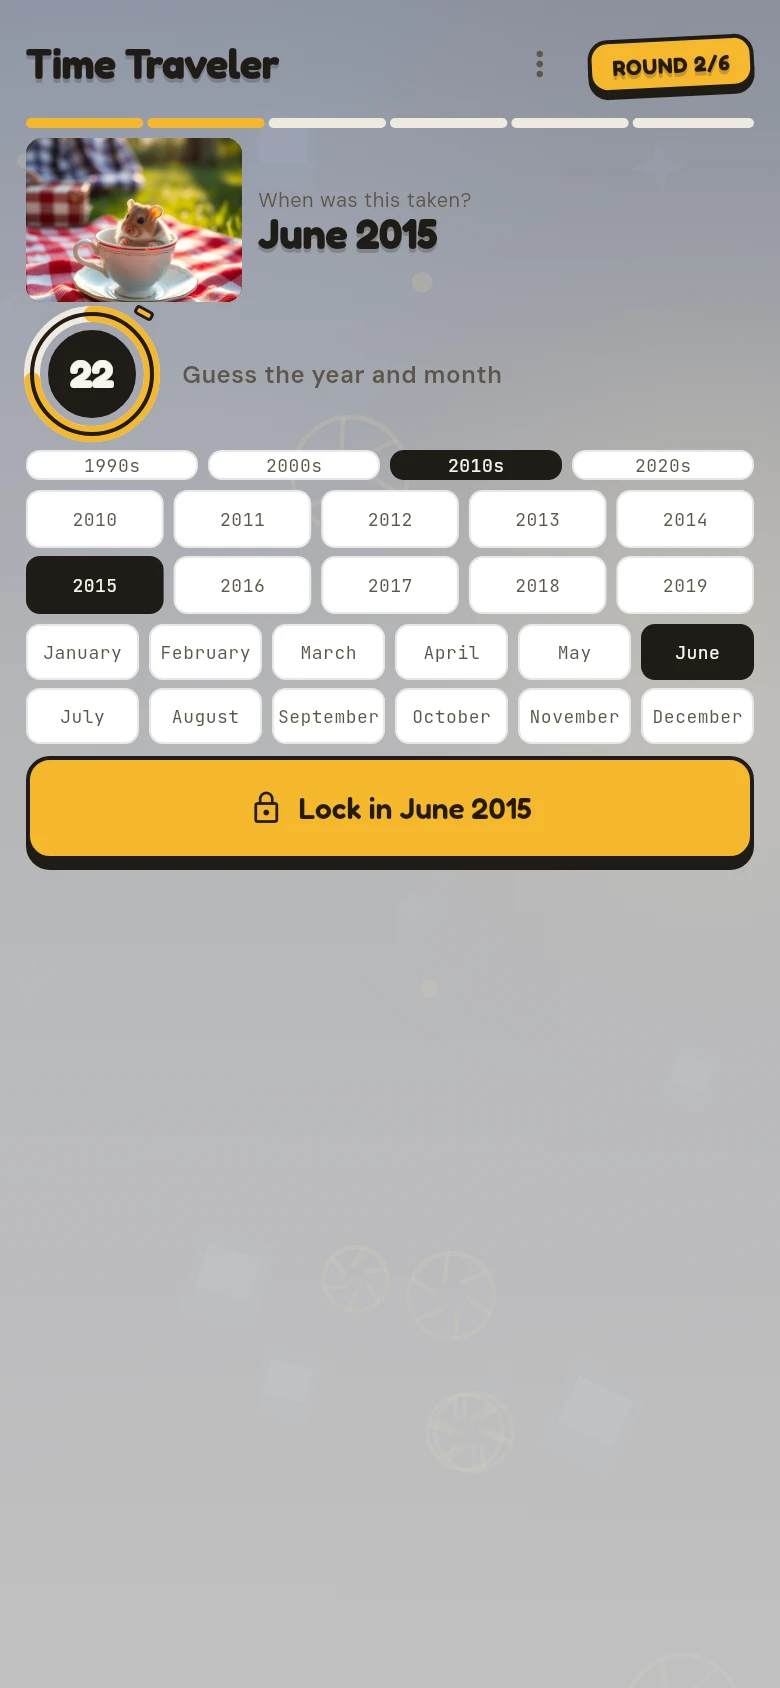 Time Traveler
ROUND 2/6
When was this taken?
June 2015
22
Guess the year and month
1990s 2000s 2010s 2020s
2010 2011 2012 2013 2014
2015 2016 2017 2018 2019
January February March April May June
July August September October November December
Lock in June 2015